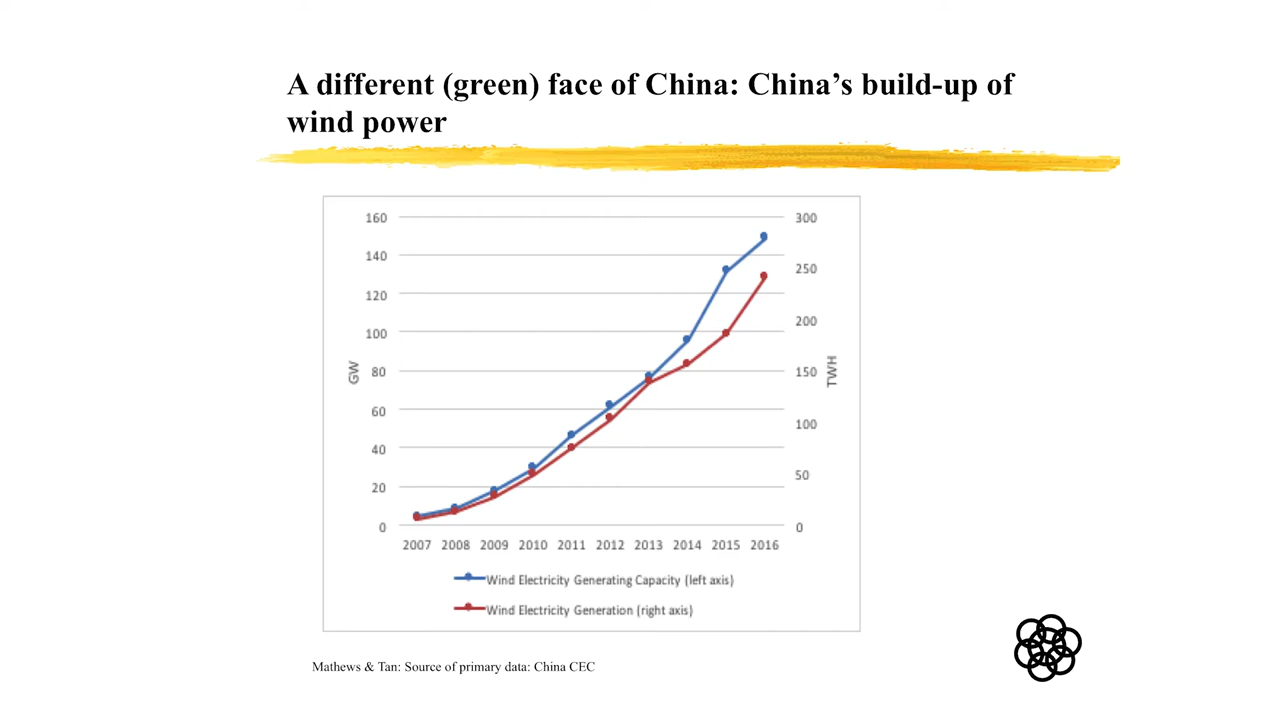 A different (green) face of China: China’s build-up of
wind power
160
140
120
100
80
60
40
20
0
GW
300
250
200
150
100
50
0
TWH
2007 2008 2009 2010 2011 2012 2013 2014 2015 2016
Wind Electricity Generating Capacity (left axis)
Wind Electricity Generation (right axis)
Mathews & Tan: Source of primary data: China CEC